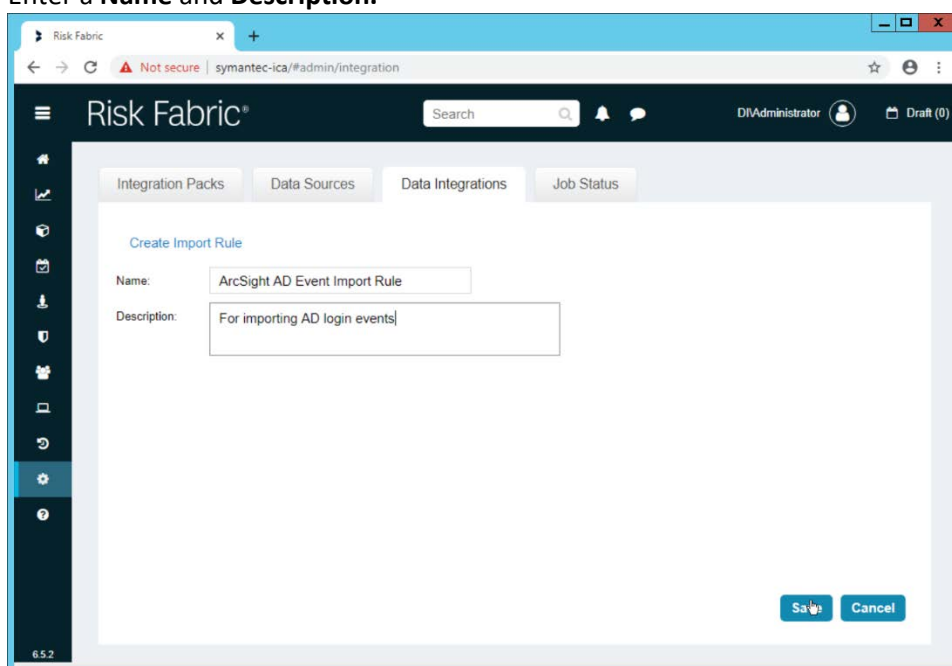 Enter a Name and Description.
Risk Fabric × +
Not secure | symantec-ica/#admin/integration
Risk Fabric® Search DI\Administrator Draft (0)
Integration Packs Data Sources Data Integrations Job Status
Create Import Rule
Name: ArcSight AD Event Import Rule
Description: For importing AD login events
Save Cancel
6.5.2